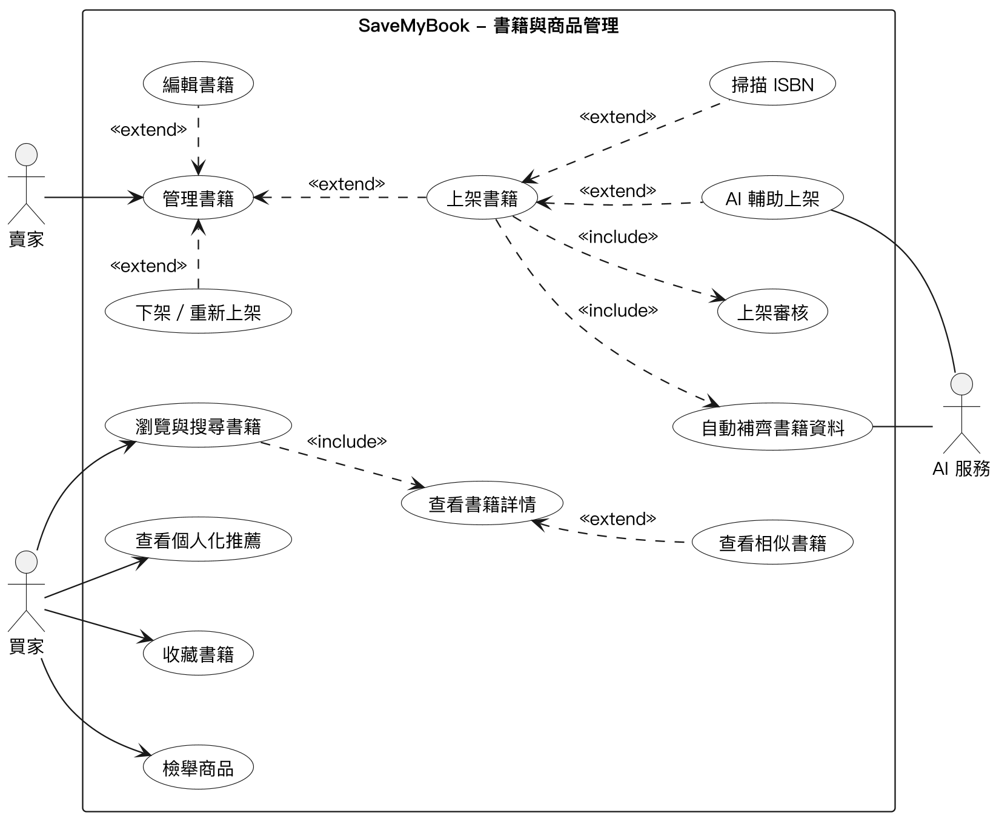 SaveMyBook – 書籍與商品管理
編輯書籍
掃描 ISBN
«extend»
«extend»
賣家
管理書籍
«extend»
上架書籍
«extend»
AI 輔助上架
«include»
«extend»
下架 / 重新上架
«include»
上架審核
瀏覽與搜尋書籍
«include»
自動補齊書籍資料
AI 服務
查看書籍詳情
«extend»
查看個人化推薦
查看相似書籍
買家
收藏書籍
檢舉商品